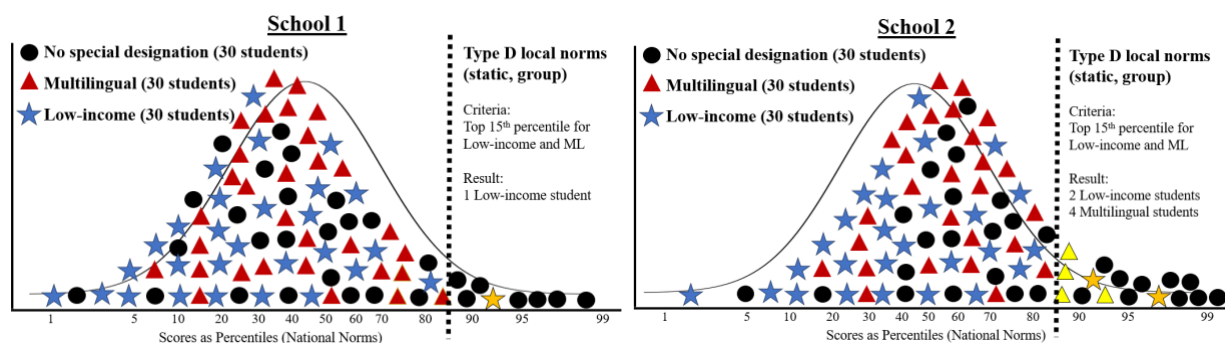 School 1
No special designation (30 students)
Multilingual (30 students)
Low-income (30 students)
Type D local norms
(static, group)
Criteria:
Top 15th percentile for
Low-income and ML
Result:
1 Low-income student
1 5 10 20 30 40 50 60 70 80 90 95 99
Scores as Percentiles (National Norms)
School 2
No special designation (30 students)
Multilingual (30 students)
Low-income (30 students)
Type D local norms
(static, group)
Criteria:
Top 15th percentile for
Low-income and ML
Result:
2 Low-income students
4 Multilingual students
1 5 10 20 30 40 50 60 70 80 90 95 99
Scores as Percentiles (National Norms)